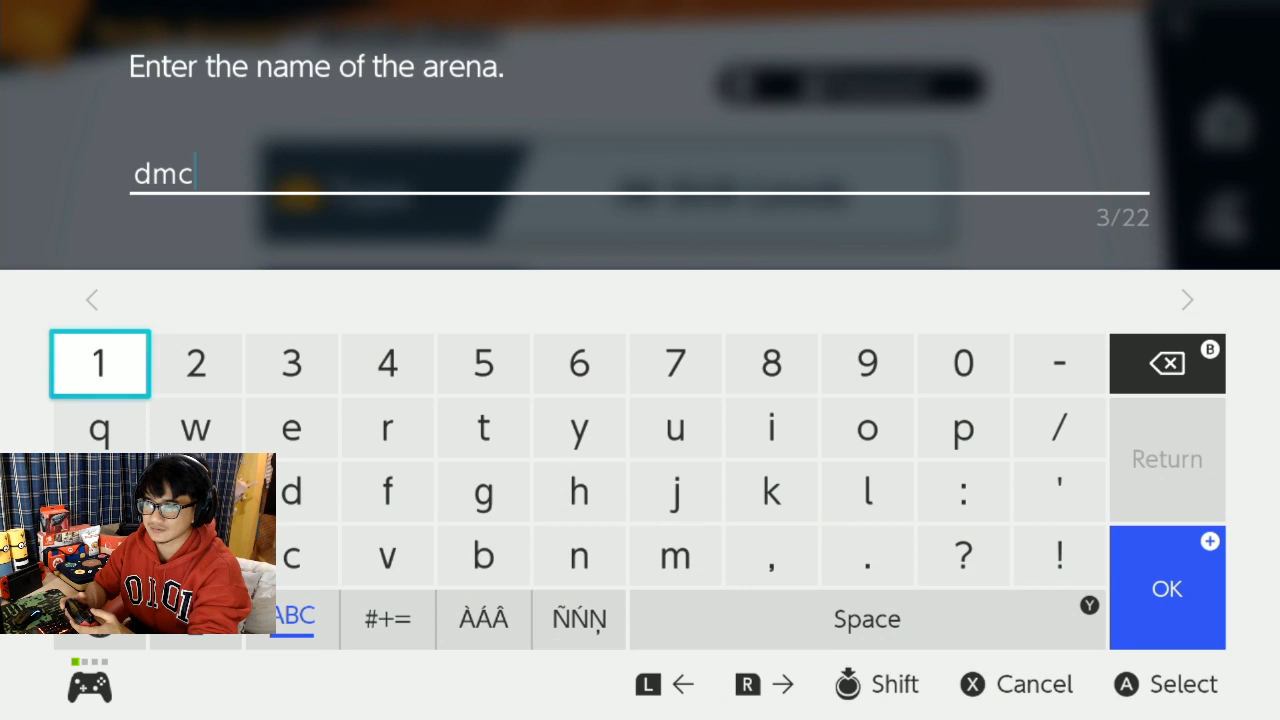 Enter the name of the arena.
dmc
3/22
1 2 3 4 5 6 7 8 9 0 - B
q w e r t y u i o p / Return
d f g h j k l : '
c v b n m , . ? ! + OK
ABC #+= ÀÁÂ ÑŃŅ Space Y
L ← R → Shift X Cancel A Select